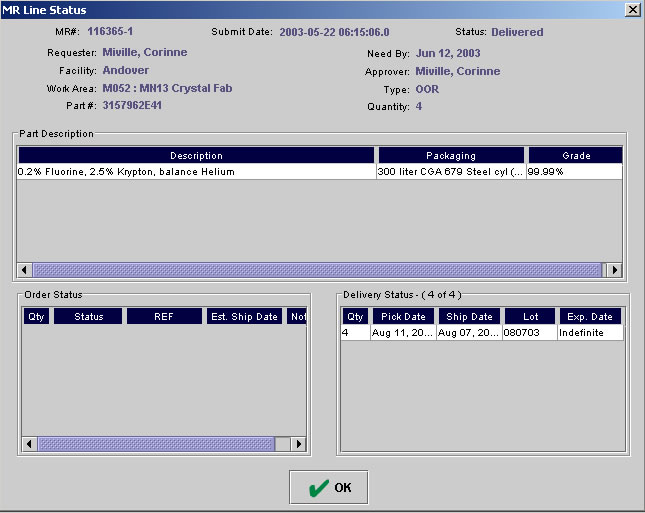 MR Line Status
MR#: 116365-1 Submit Date: 2003-05-22 06:15:06.0 Status: Delivered
Requester: Miville, Corinne Need By: Jun 12, 2003
Facility: Andover Approver: Miville, Corinne
Work Area: M052 : MN13 Crystal Fab Type: OOR
Part #: 3157962E41 Quantity: 4
Part Description
Description Packaging Grade
0.2% Fluorine, 2.5% Krypton, balance Helium 300 liter CGA 679 Steel cyl (... 99.99%
Order Status
Qty Status REF Est. Ship Date Not
Delivery Status - ( 4 of 4 )
Qty Pick Date Ship Date Lot Exp. Date
4 Aug 11, 20... Aug 07, 20... 080703 Indefinite
OK